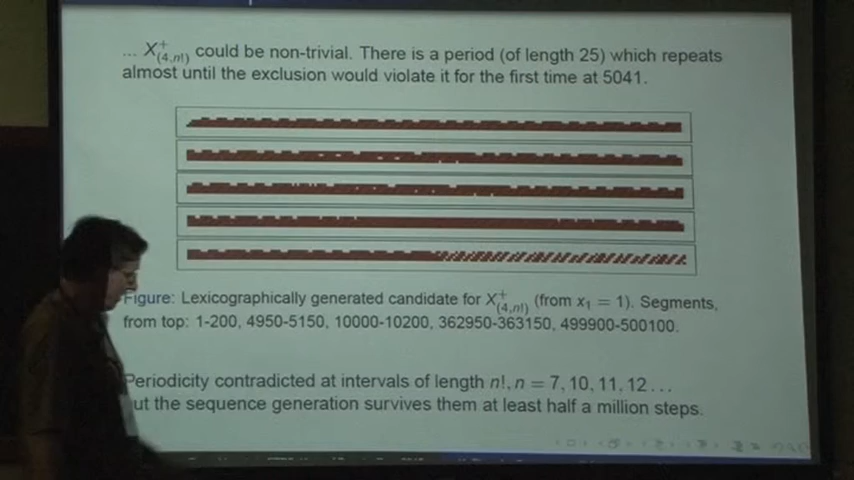 ... X⁺₍₄,ₙ!₎ could be non-trivial. There is a period (of length 25) which repeats
almost until the exclusion would violate it for the first time at 5041.
Figure: Lexicographically generated candidate for X⁺₍₄,ₙ!₎ (from x₁ = 1). Segments,
from top: 1-200, 4950-5150, 10000-10200, 362950-363150, 499900-500100.
Periodicity contradicted at intervals of length n!, n = 7, 10, 11, 12 ...
ut the sequence generation survives them at least half a million steps.